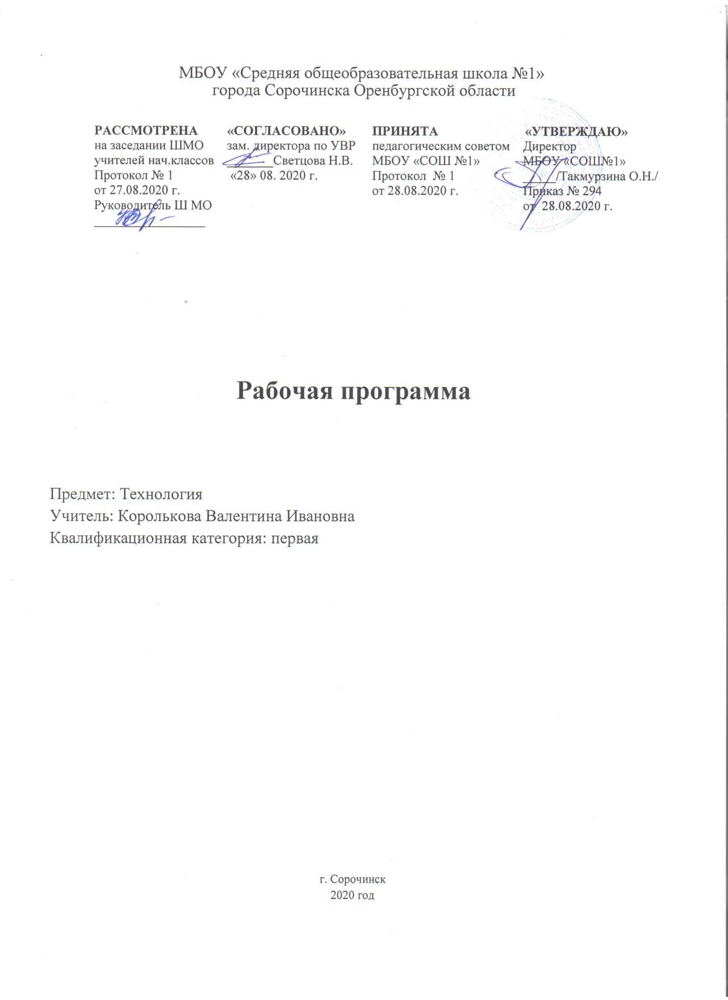 МБОУ «Средняя общеобразовательная школа №1»
города Сорочинска Оренбургской области
РАССМОТРЕНА
на заседании ШМО
учителей нач.классов
Протокол № 1
от 27.08.2020 г.
Руководитель Ш МО
«СОГЛАСОВАНО»
зам. директора по УВР
Светцова Н.В.
«28» 08. 2020 г.
ПРИНЯТА
педагогическим советом
МБОУ «СОШ №1»
Протокол № 1
от 28.08.2020 г.
«УТВЕРЖДАЮ»
Директор
МБОУ «СОШ№1»
/Такмурзина О.Н./
Приказ № 294
от 28.08.2020 г.
Рабочая программа
Предмет: Технология
Учитель: Королькова Валентина Ивановна
Квалификационная категория: первая
г. Сорочинск
2020 год